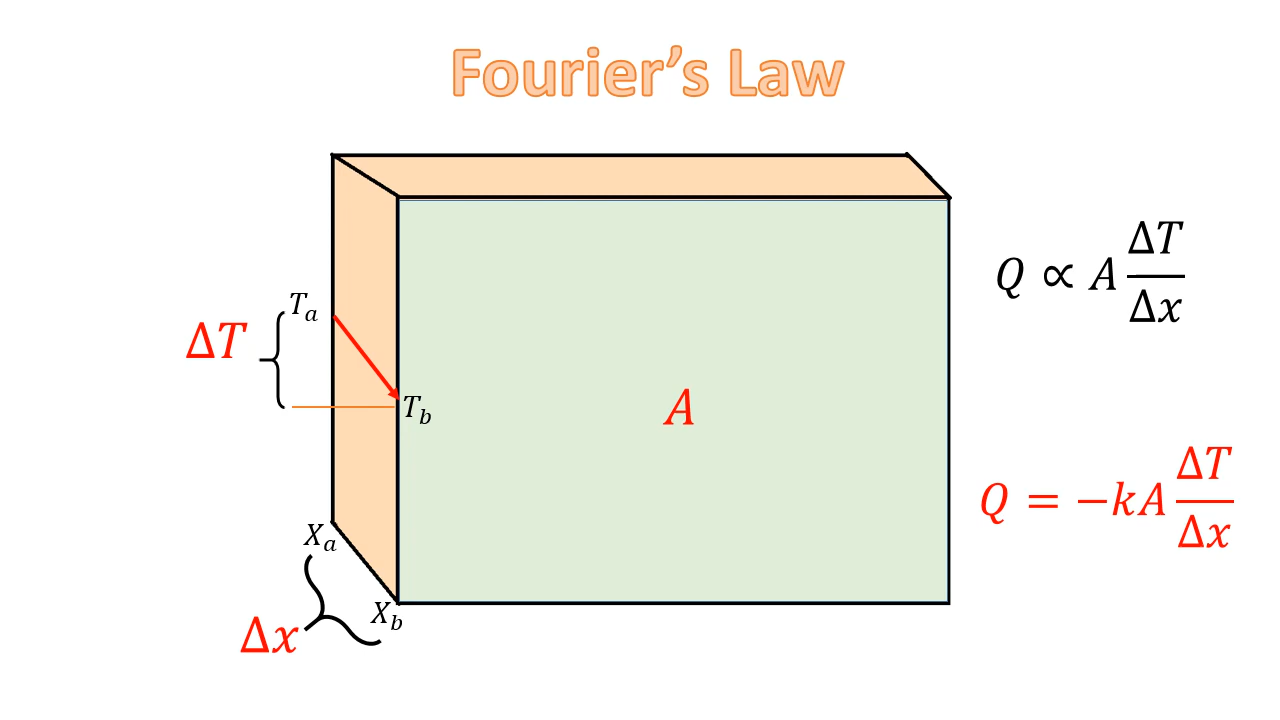 Fourier’s Law
Q ∝ A ΔT/Δx
T_a
ΔT
T_b
A
Q = −kA ΔT/Δx
X_a
X_b
Δx